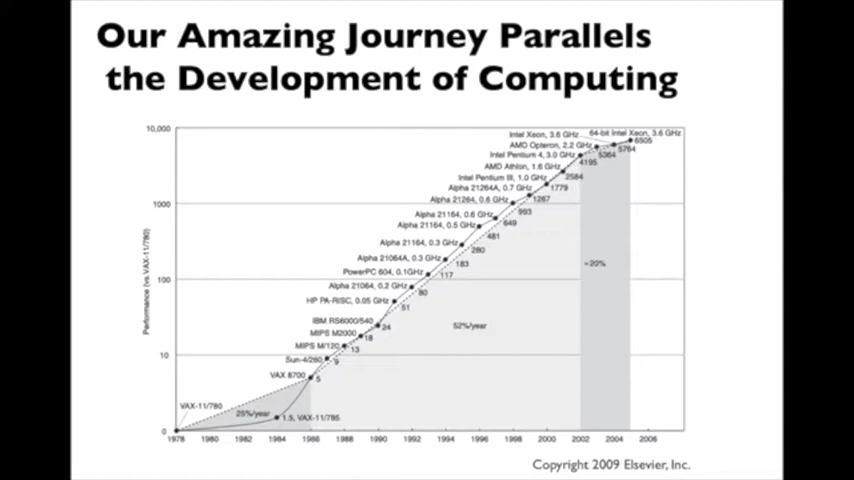 Our Amazing Journey Parallels
the Development of Computing
10,000
Intel Xeon, 3.6 GHz
64-bit Intel Xeon, 3.6 GHz
6505
AMD Opteron, 2.2 GHz
5764
Intel Pentium 4, 3.0 GHz
5364
4195
AMD Athlon, 1.6 GHz
2584
Intel Pentium III, 1.0 GHz
1779
Alpha 21264A, 0.7 GHz
1267
1000
Alpha 21264, 0.6 GHz
993
Alpha 21164, 0.6 GHz
649
Alpha 21164, 0.5 GHz
481
Alpha 21164, 0.3 GHz
280
Alpha 21064A, 0.3 GHz
183
PowerPC 604, 0.1GHz
117
100
Alpha 21064, 0.2 GHz
80
HP PA-RISC, 0.05 GHz
51
IBM RS6000/540
24
MIPS M2000
18
MIPS M/120
13
10
Sun-4/260
9
VAX 8700
5
VAX-11/780
25%/year
1.5, VAX-11/785
52%/year
0
Performance (vs. VAX-11/780)
1978 1980 1982 1984 1986 1988 1990 1992 1994 1996 1998 2000 2002 2004 2006
Copyright 2009 Elsevier, Inc.